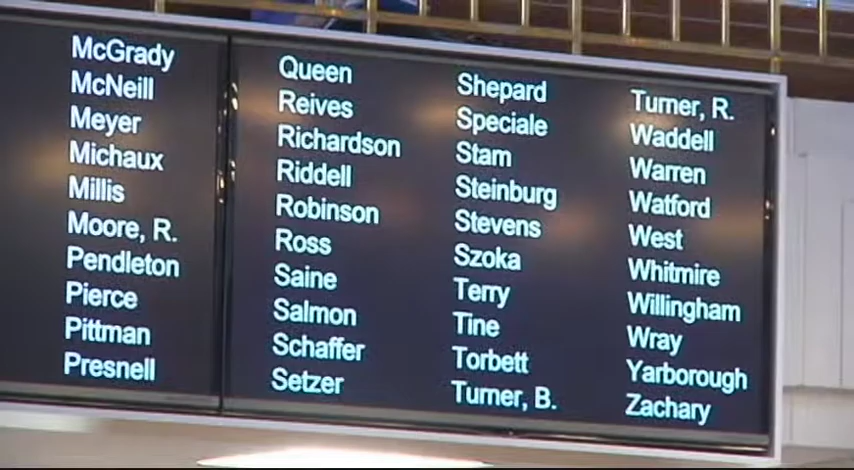 McGrady
McNeill
Meyer
Michaux
Millis
Moore, R.
Pendleton
Pierce
Pittman
Presnell
Queen
Reives
Richardson
Riddell
Robinson
Ross
Saine
Salmon
Schaffer
Setzer
Shepard
Speciale
Stam
Steinburg
Stevens
Szoka
Terry
Tine
Torbett
Turner, B.
Turner, R.
Waddell
Warren
Watford
West
Whitmire
Willingham
Wray
Yarborough
Zachary